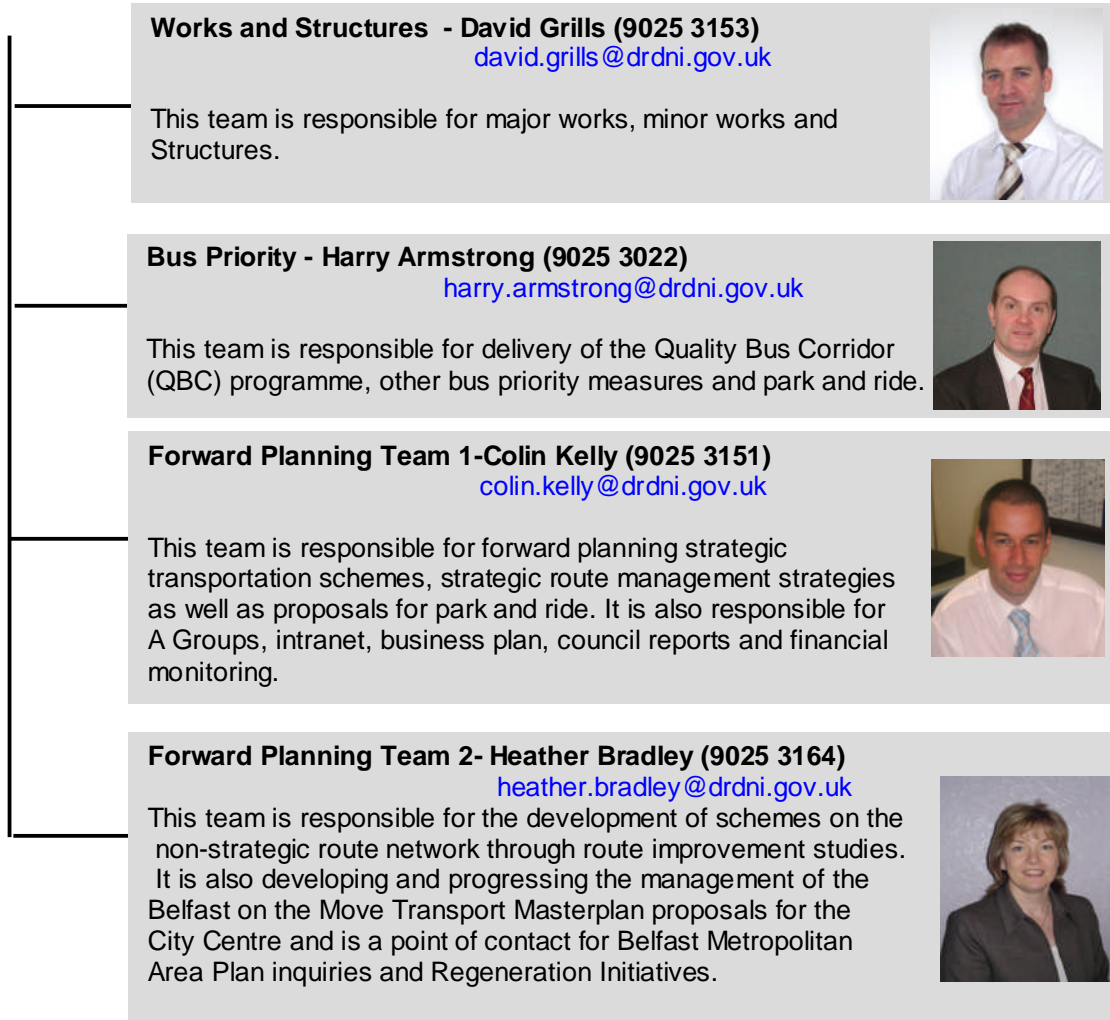 Works and Structures - David Grills (9025 3153)
david.grills@drdni.gov.uk
This team is responsible for major works, minor works and
Structures.
Bus Priority - Harry Armstrong (9025 3022)
harry.armstrong@drdni.gov.uk
This team is responsible for delivery of the Quality Bus Corridor
(QBC) programme, other bus priority measures and park and ride.
Forward Planning Team 1-Colin Kelly (9025 3151)
colin.kelly@drdni.gov.uk
This team is responsible for forward planning strategic
transportation schemes, strategic route management strategies
as well as proposals for park and ride. It is also responsible for
A Groups, intranet, business plan, council reports and financial
monitoring.
Forward Planning Team 2- Heather Bradley (9025 3164)
heather.bradley@drdni.gov.uk
This team is responsible for the development of schemes on the
non-strategic route network through route improvement studies.
It is also developing and progressing the management of the
Belfast on the Move Transport Masterplan proposals for the
City Centre and is a point of contact for Belfast Metropolitan
Area Plan inquiries and Regeneration Initiatives.